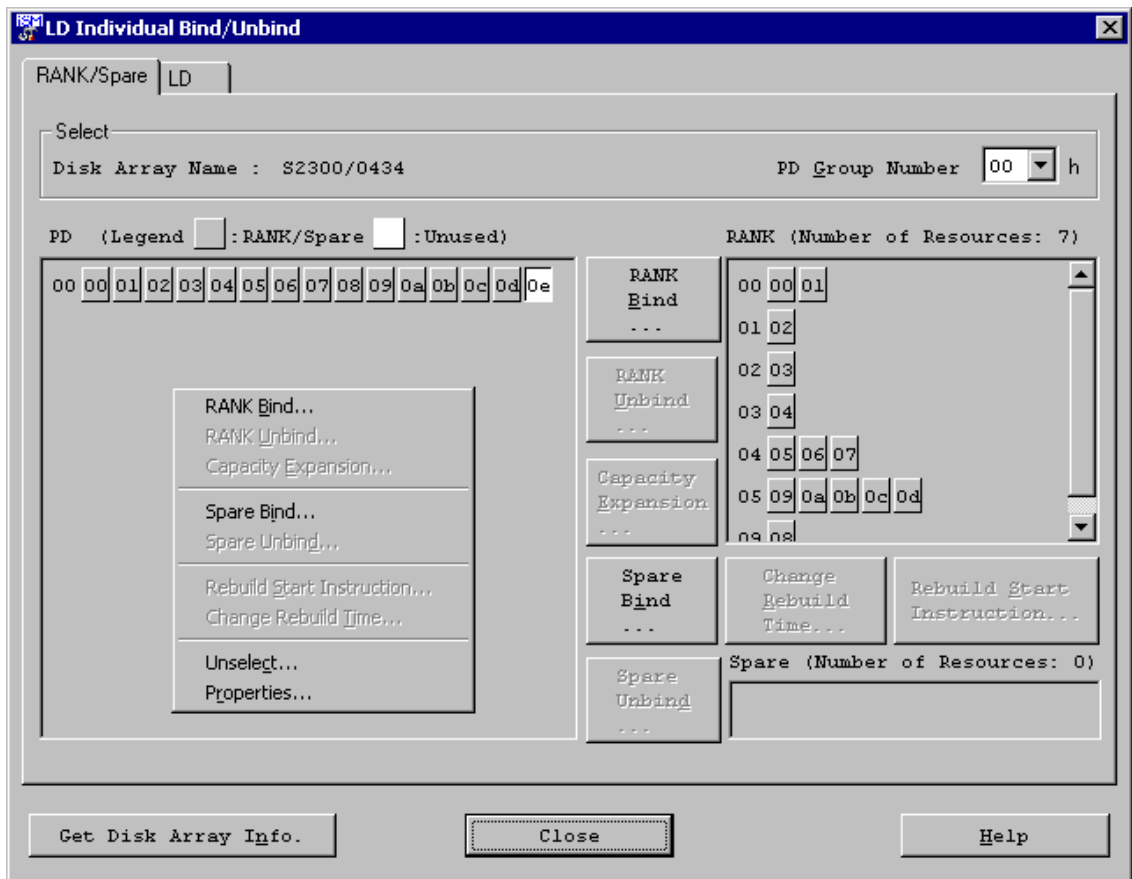 LD Individual Bind/Unbind
RANK/Spare LD
Select
Disk Array Name : S2300/0434 PD Group Number 00 h
PD (Legend :RANK/Spare :Unused)
00 00 01 02 03 04 05 06 07 08 09 0a 0b 0c 0d 0e
RANK Bind...
RANK Unbind...
Capacity Expansion...
Spare Bind...
Spare Unbind...
Rebuild Start Instruction...
Change Rebuild Time...
Unselect...
Properties...
RANK
Bind
...
RANK
Unbind
...
Capacity
Expansion
...
Spare
Bind
...
Spare
Unbind
...
RANK (Number of Resources: 7)
00 00 01
01 02
02 03
03 04
04 05 06 07
05 09 0a 0b 0c 0d
09 08
Change
Rebuild
Time...
Rebuild Start
Instruction...
Spare (Number of Resources: 0)
Get Disk Array Info. Close Help